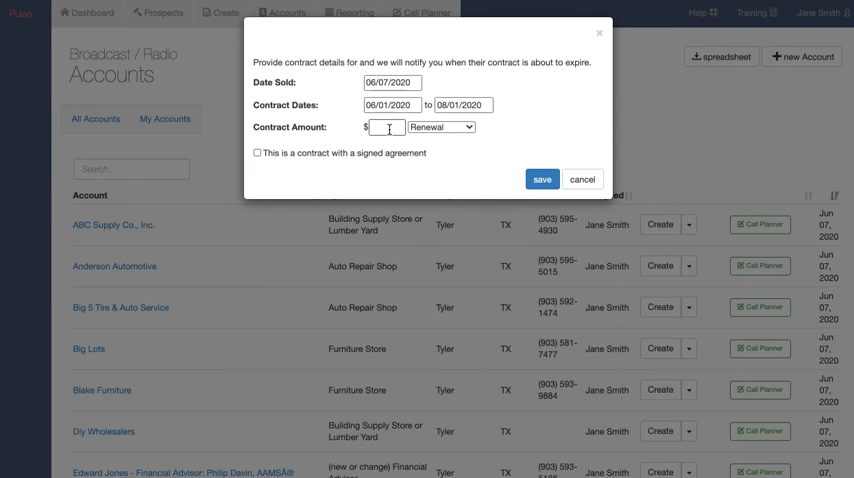 Pulse
Dashboard Prospects Create Accounts Reporting Call Planner Help Training Jane Smith
×
Broadcast / Radio
Accounts
spreadsheet new Account
Provide contract details for and we will notify you when their contract is about to expire.
Date Sold: 06/07/2020
Contract Dates: 06/01/2020 to 08/01/2020
Contract Amount: $ Renewal
This is a contract with a signed agreement
save cancel
All Accounts My Accounts
Search...
Account
ABC Supply Co., Inc. Building Supply Store or Lumber Yard Tyler TX (903) 595-4930 Jane Smith Create Call Planner Jun 07, 2020
Anderson Automotive Auto Repair Shop Tyler TX (903) 595-5015 Jane Smith Create Call Planner Jun 07, 2020
Big 5 Tire & Auto Service Auto Repair Shop Tyler TX (903) 592-1474 Jane Smith Create Call Planner Jun 07, 2020
Big Lots Furniture Store Tyler TX (903) 581-7477 Jane Smith Create Call Planner Jun 07, 2020
Blake Furniture Furniture Store Tyler TX (903) 593-9884 Jane Smith Create Call Planner Jun 07, 2020
Diy Wholesalers Building Supply Store or Lumber Yard Tyler TX Jane Smith Create Call Planner Jun 07, 2020
Edward Jones - Financial Advisor: Philip Davin, AAMSÂ® (new or change) Financial Tyler TX (903) 593- Jane Smith Create Call Planner Jun 07,